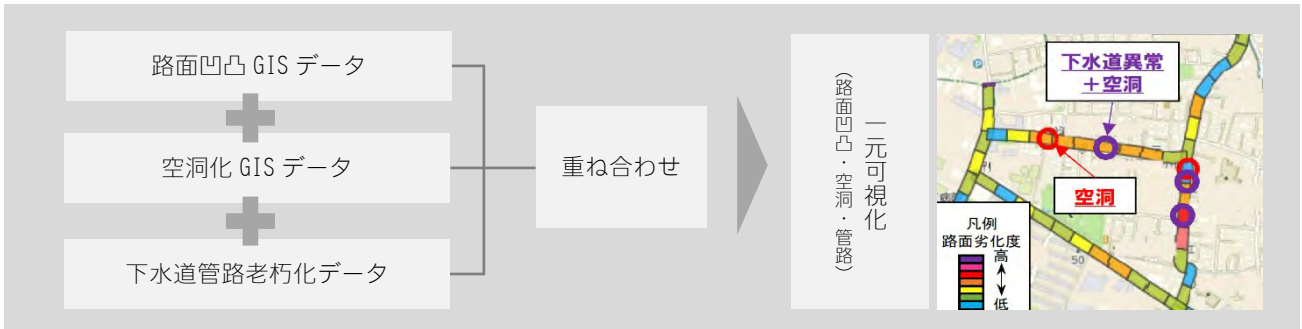 路面凹凸 GIS データ
空洞化 GIS データ
下水道管路老朽化データ
重ね合わせ
一元可視化
(路面凹凸・空洞・管路)
下水道異常
＋空洞
空洞
凡例
路面劣化度
高
低
50